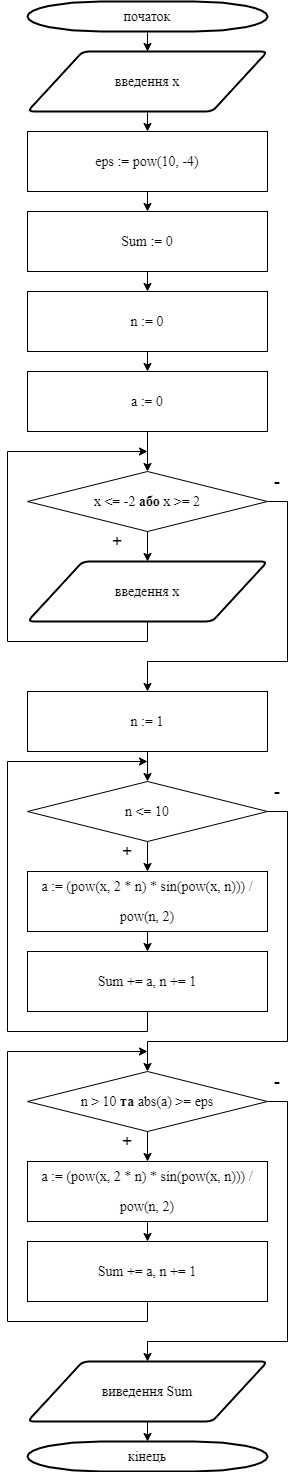 початок
введення x
eps := pow(10, -4)
Sum := 0
n := 0
a := 0
x <= -2 або x >= 2
-
+
введення x
n := 1
n <= 10
-
+
a := (pow(x, 2 * n) * sin(pow(x, n))) /
pow(n, 2)
Sum += a, n += 1
n > 10 та abs(a) >= eps
-
+
a := (pow(x, 2 * n) * sin(pow(x, n))) /
pow(n, 2)
Sum += a, n += 1
виведення Sum
кінець